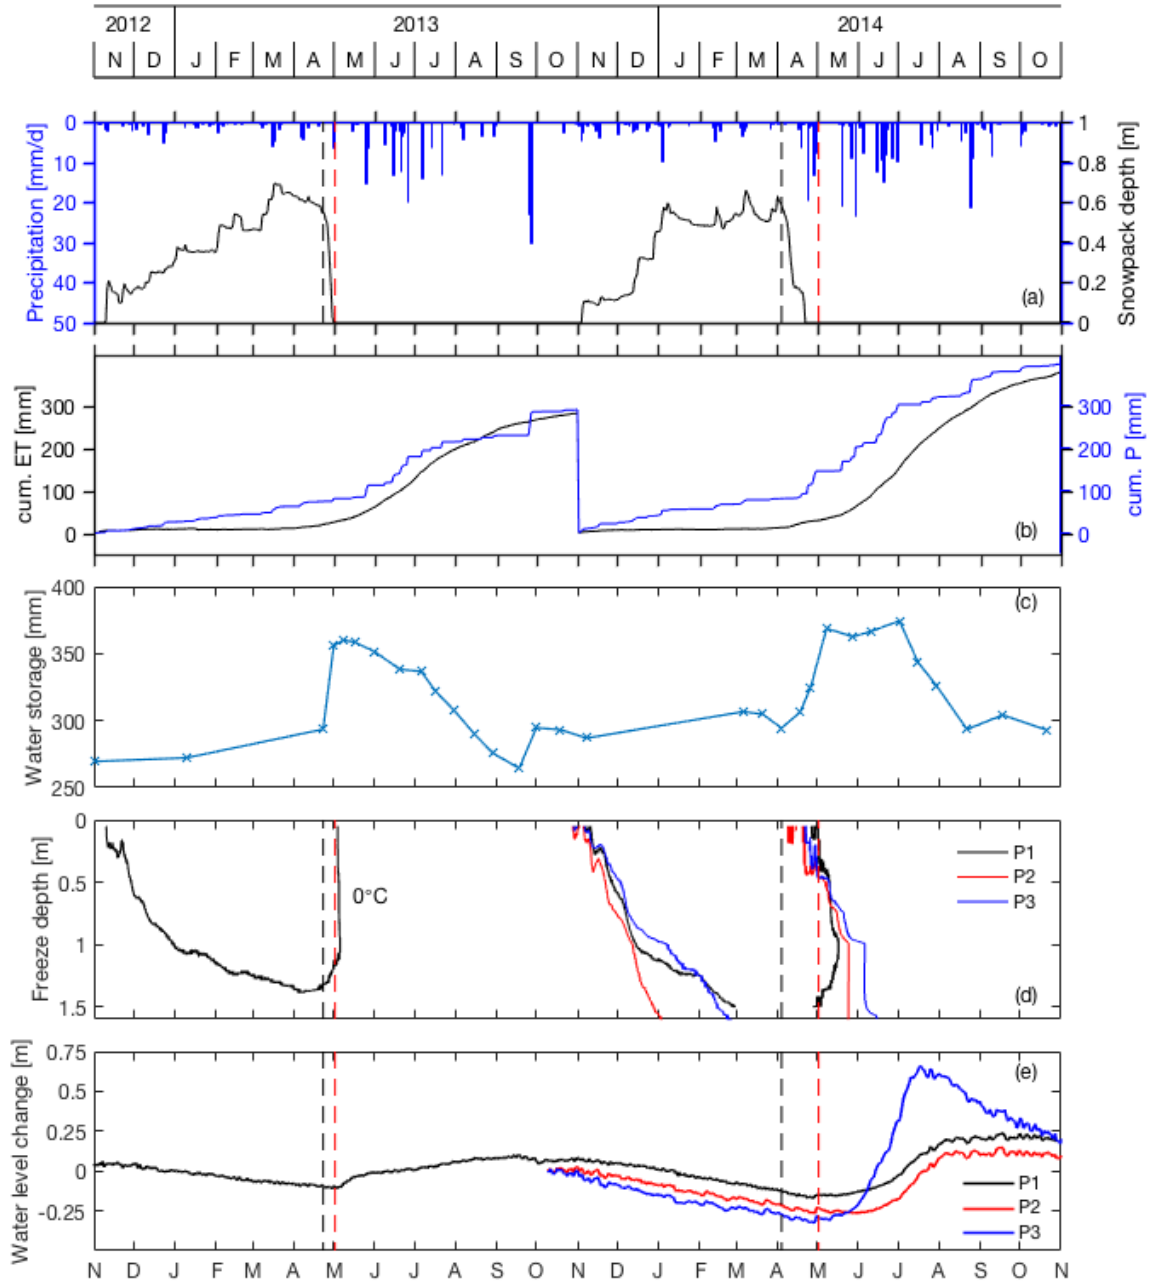 2012 2013 2014
N D J F M A M J J A S O N D J F M A M J J A S O
Precipitation [mm/d]
0
10
20
30
40
50
1
0.8
0.6
0.4
0.2
0
Snowpack depth [m]
(a)
cum. ET [mm]
300
200
100
0
300
200
100
0
cum. P [mm]
(b)
Water storage [mm]
400
350
300
250
(c)
Freeze depth [m]
0
0.5
1
1.5
0°C
P1
P2
P3
(d)
Water level change [m]
0.75
0.5
0.25
0
-0.25
(e)
P1
P2
P3
N D J F M A M J J A S O N D J F M A M J J A S O N